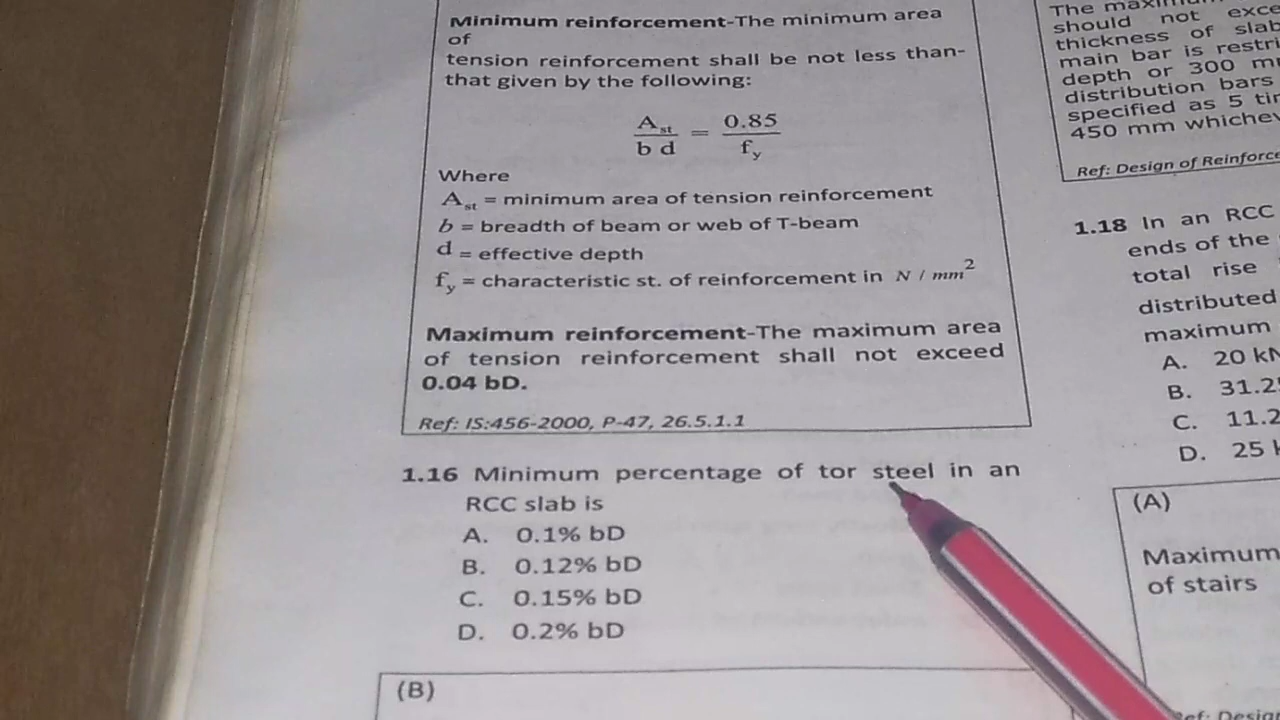 Minimum reinforcement-The minimum area
of
tension reinforcement shall be not less than-
that given by the following:
A_st / b d = 0.85 / f_y
Where
A_st = minimum area of tension reinforcement
b = breadth of beam or web of T-beam
d = effective depth
f_y = characteristic st. of reinforcement in N / mm²
Maximum reinforcement-The maximum area
of tension reinforcement shall not exceed
0.04 bD.
Ref: IS:456-2000, P-47, 26.5.1.1
1.16 Minimum percentage of tor steel in an
RCC slab is
A. 0.1% bD
B. 0.12% bD
C. 0.15% bD
D. 0.2% bD
(B)
The
should not
thickness of slab
main bar is
depth or 300
distribution bars
specified as 5
450 mm
Ref: Design of
1.18 In an RCC
ends of the
total rise
distributed
maximum
A. 20
B.
C.
D. 25
(A)
Maximum
of stairs